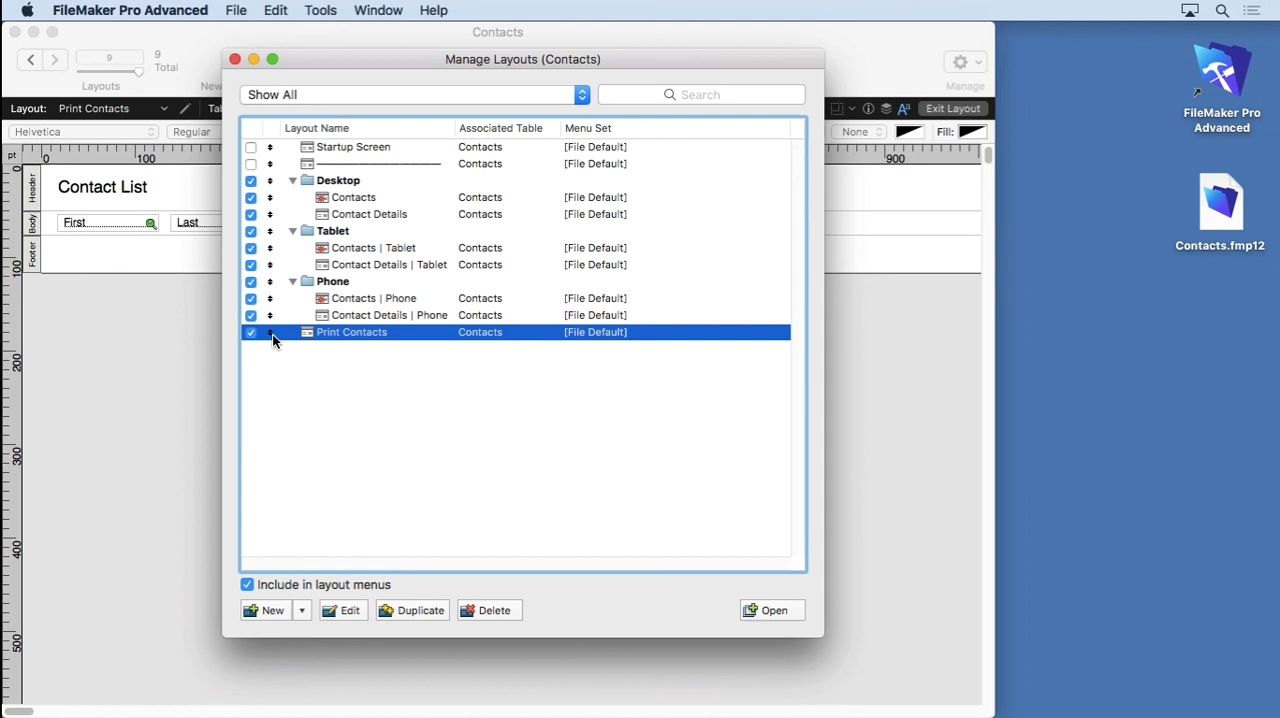 FileMaker Pro Advanced File Edit Tools Window Help
Contacts
9
9
Total
Layouts
New
Manage
Manage Layouts (Contacts)
Show All
Search
Layout: Print Contacts
Exit Layout
Helvetica
Regular
None
Fill:
pt
0
100
900
Layout Name Associated Table Menu Set
Startup Screen Contacts [File Default]
Contacts [File Default]
Desktop
Contacts Contacts [File Default]
Contact Details Contacts [File Default]
Tablet
Contacts | Tablet Contacts [File Default]
Contact Details | Tablet Contacts [File Default]
Phone
Contacts | Phone Contacts [File Default]
Contact Details | Phone Contacts [File Default]
Print Contacts Contacts [File Default]
Header
Contact List
Body
First
Last
Footer
0
100
200
300
400
500
Include in layout menus
New
Edit
Duplicate
Delete
Open
FileMaker Pro
Advanced
Contacts.fmp12